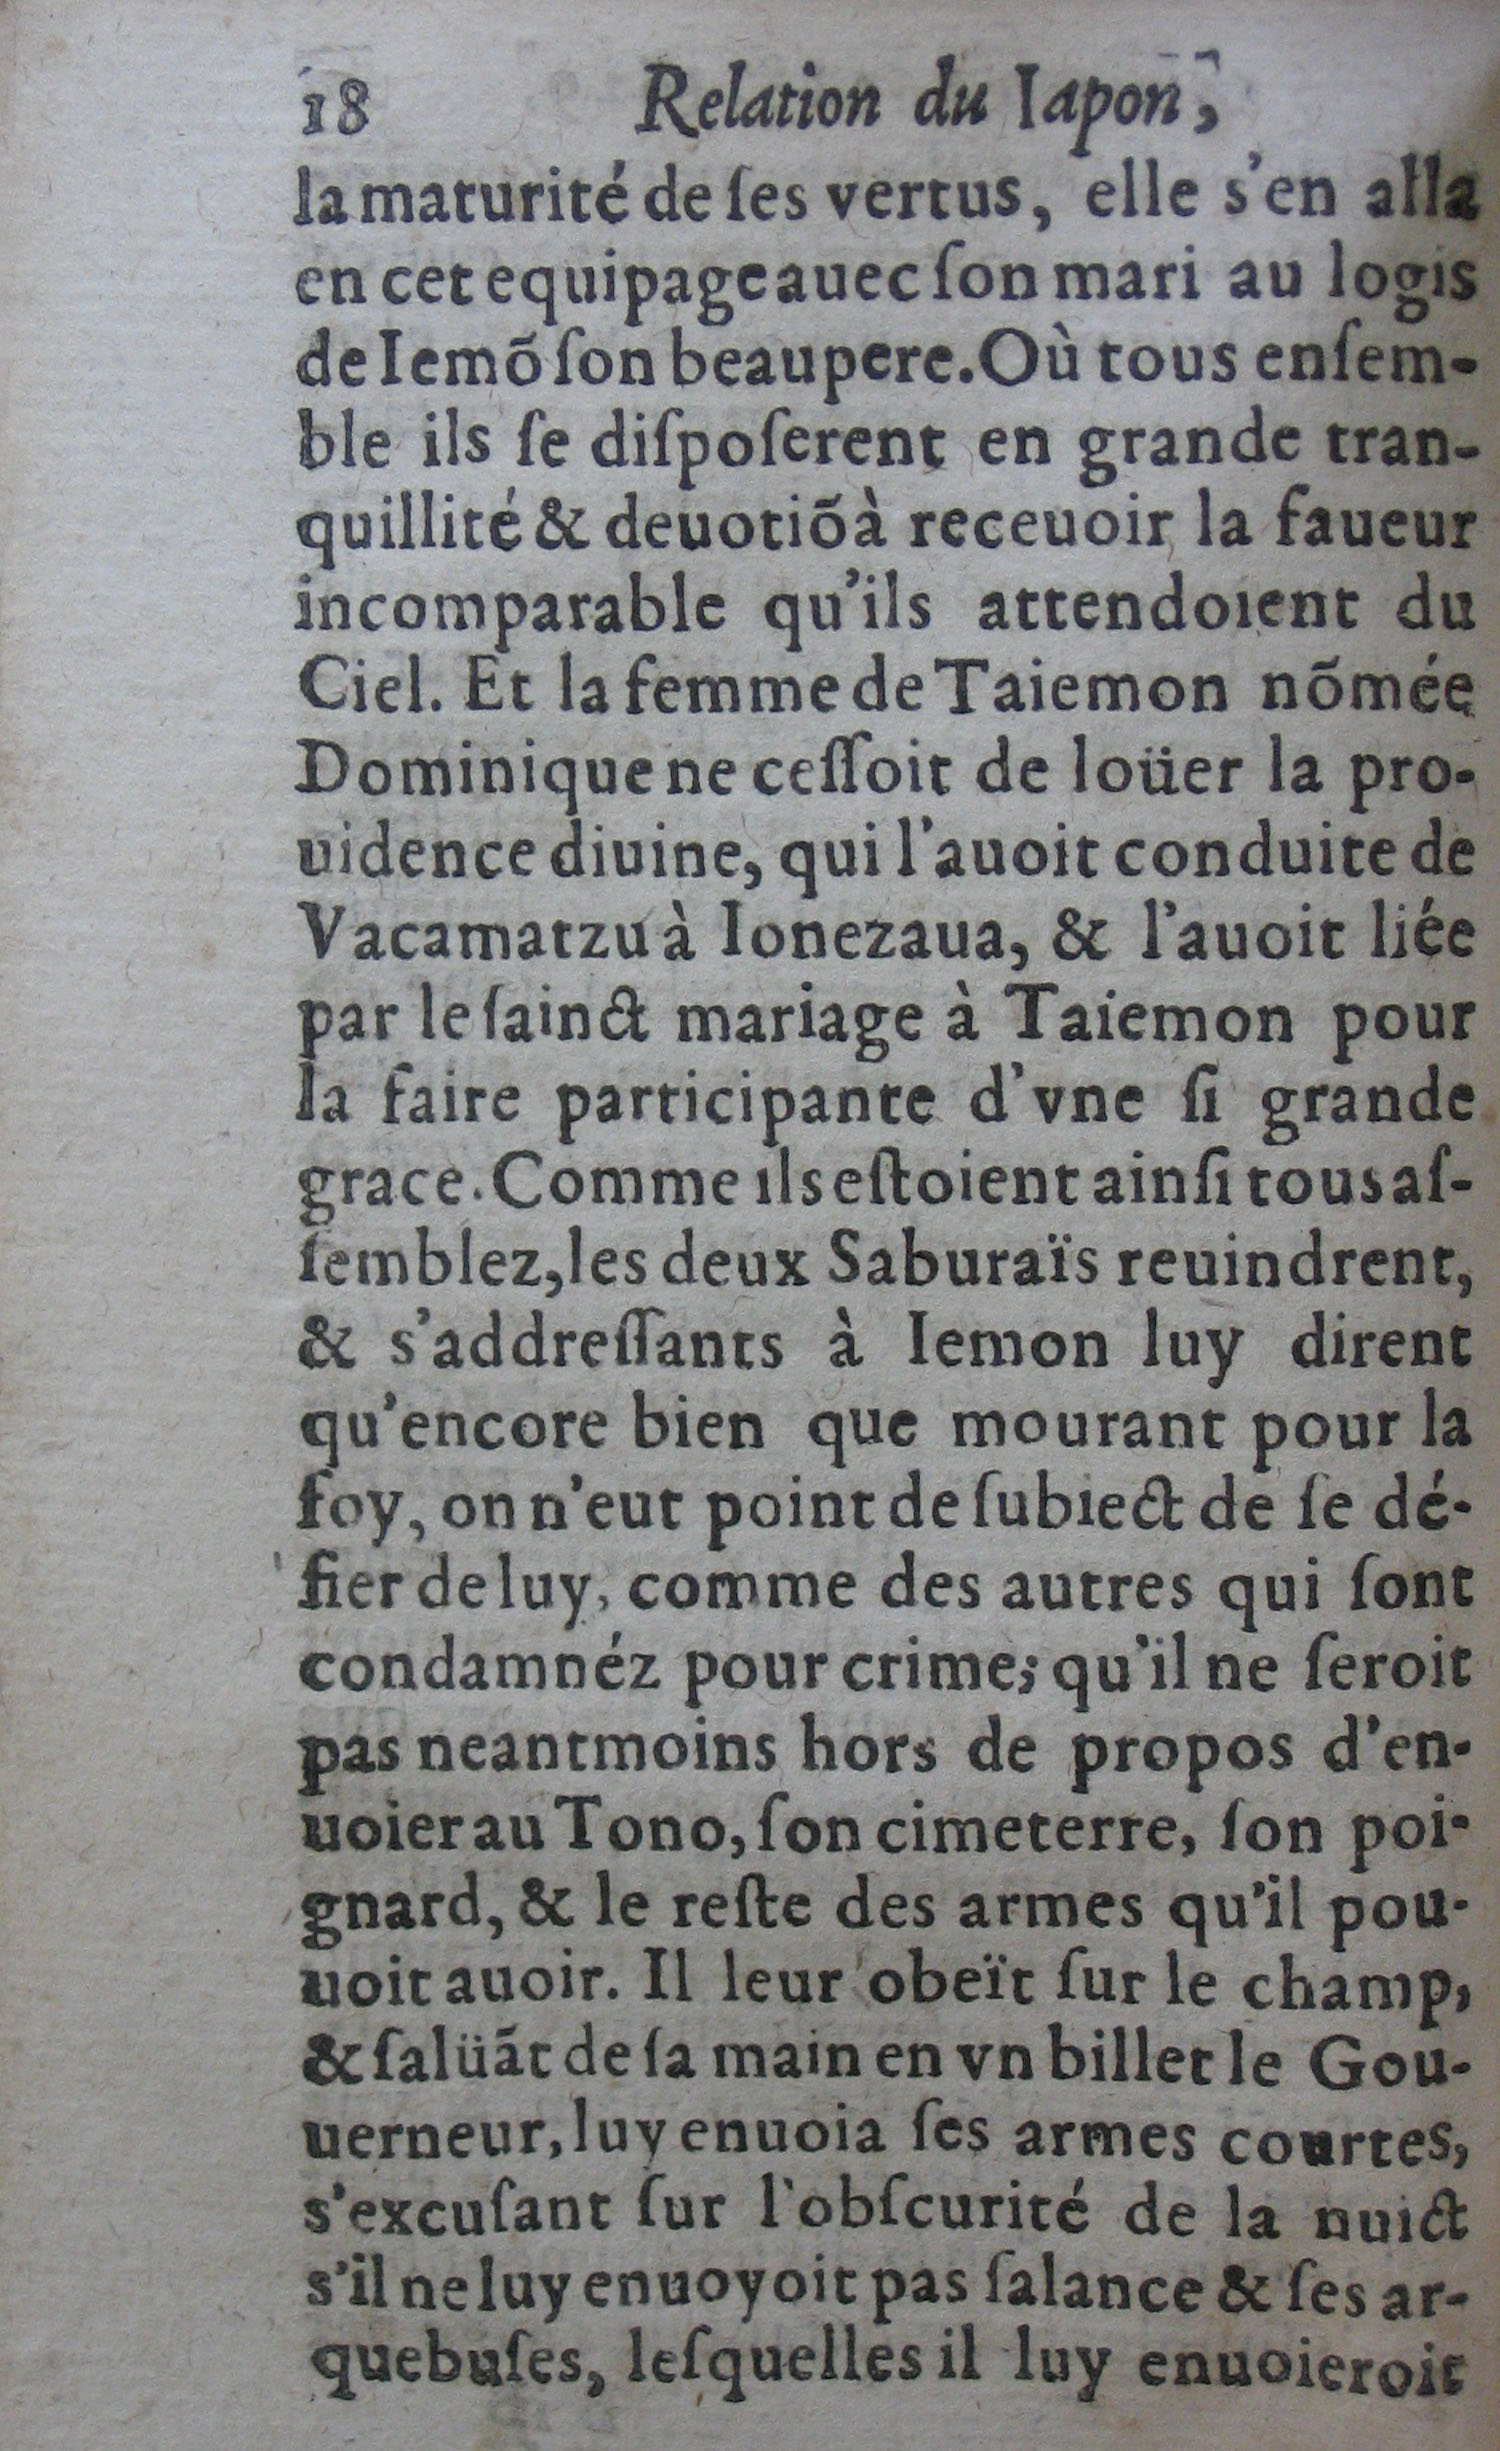 18 Relation du Iapon,
la maturité de ſes vertus, elle s'en alla
en cet equipage auec ſon mari au logis
de Iemõ ſon beaupere. Où tous enſem-
ble ils ſe diſpoſerent en grande tran-
quillité & deuotiõ à receuoir la faueur
incomparable qu'ils attendoient du
Ciel. Et la femme de Taiemon nõmée
Dominique ne ceſſoit de loüer la pro-
uidence diuine, qui l'auoit conduite de
Vacamatzu à Ionezaua, & l'auoit liée
par le ſainct mariage à Taiemon pour
la faire participante d'vne ſi grande
grace. Comme ils eſtoient ainſi tous aſ-
ſemblez, les deux Saburaïs reuindrent,
& s'addreſſants à Iemon luy dirent
qu'encore bien que mourant pour la
foy, on n'eut point de ſubiect de ſe dé-
fier de luy, comme des autres qui ſont
condamnéz pour crime; qu'il ne ſeroit
pas neantmoins hors de propos d'en-
uoier au Tono, ſon cimeterre, ſon poi-
gnard, & le reſte des armes qu'il pou-
uoit auoir. Il leur obeït ſur le champ,
& ſalüãt de ſa main en vn billet le Gou-
uerneur, luy enuoia ſes armes courtes,
s'excuſant ſur l'obſcurité de la nuict
s'il ne luy enuoyoit pas ſa lance & ſes ar-
quebuſes, leſquelles il luy enuoieroit